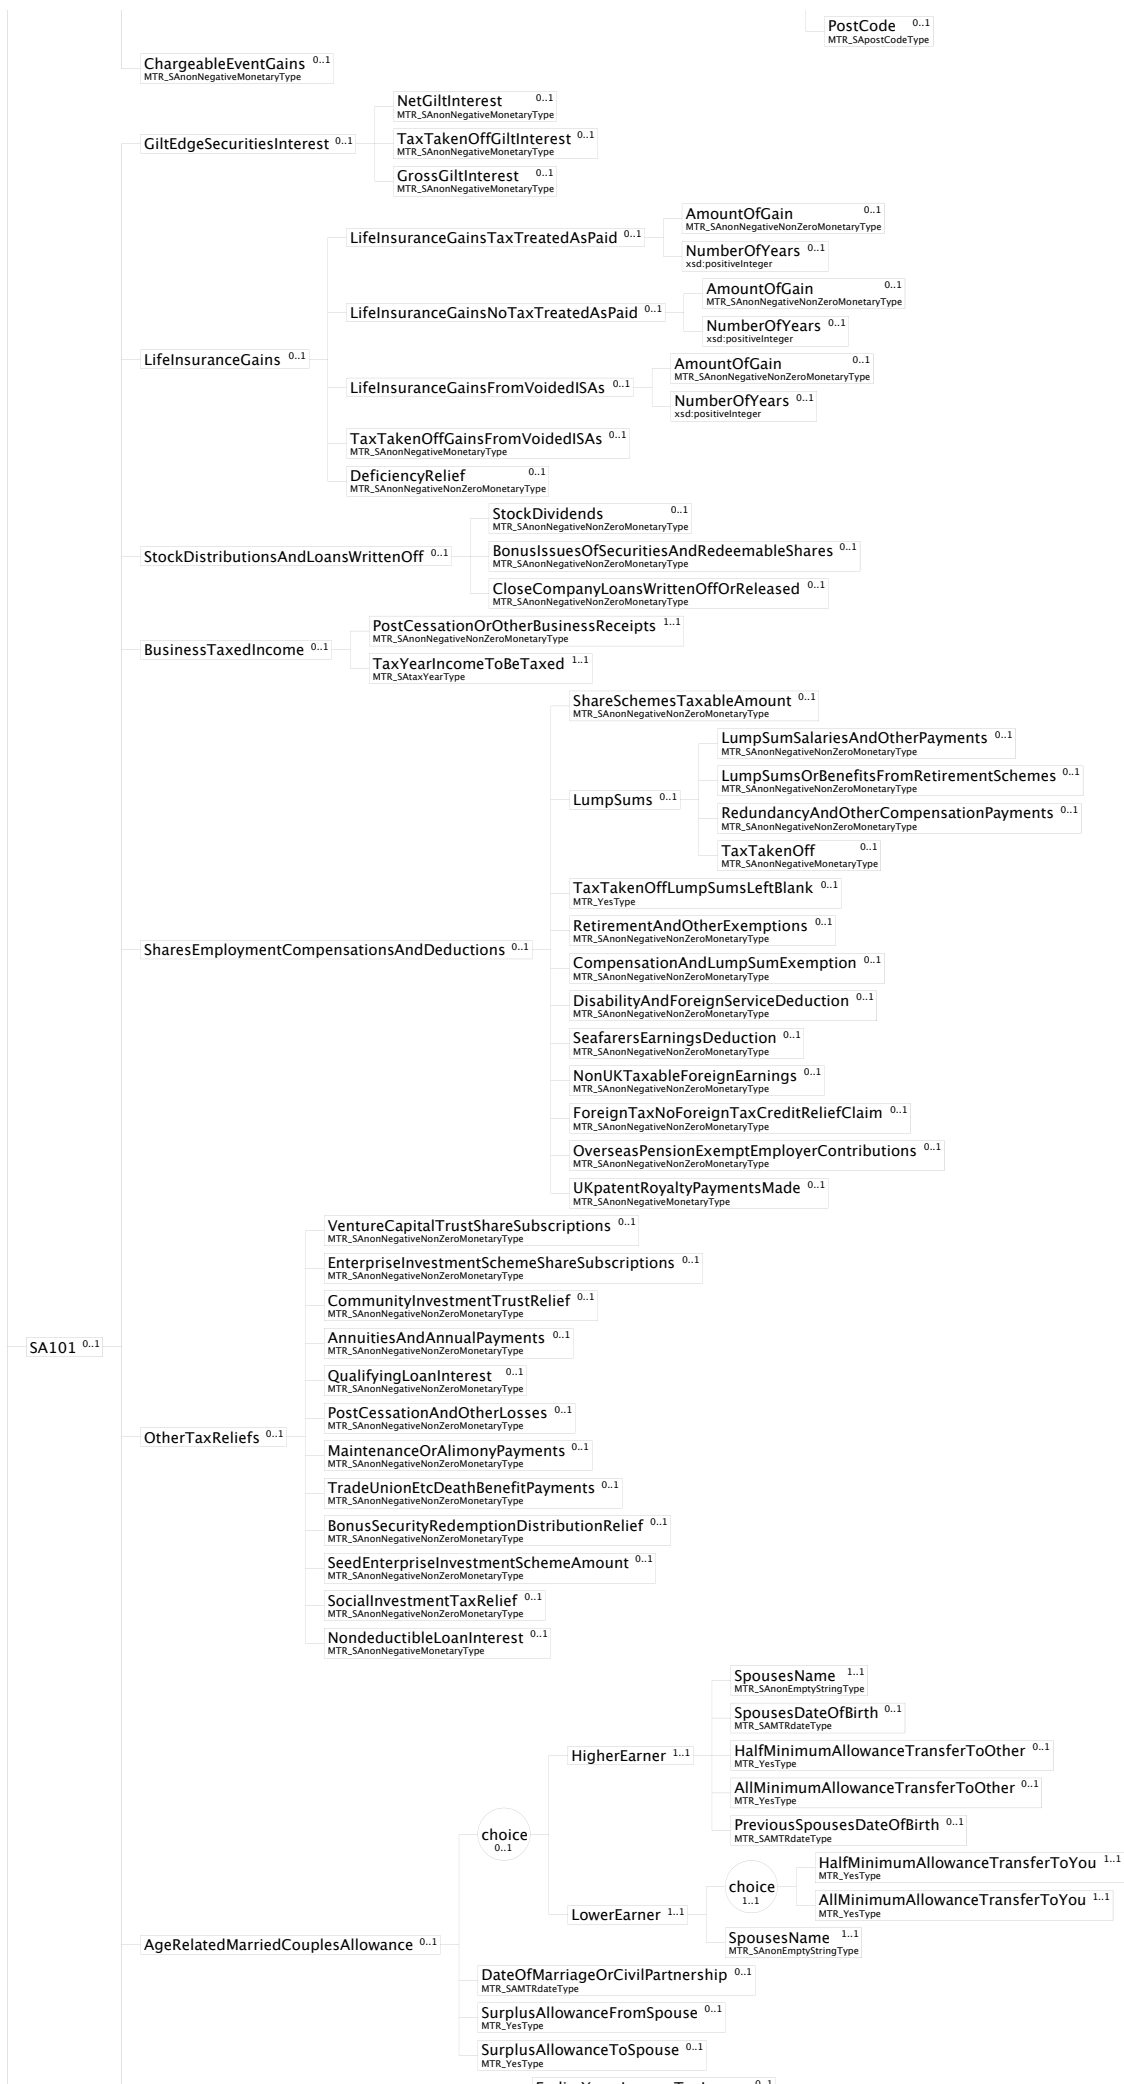 PostCode 0..1
MTR_SApostCodeType
ChargeableEventGains 0..1
MTR_SAnonNegativeMonetaryType
NetGiltInterest 0..1
MTR_SAnonNegativeMonetaryType
GiltEdgeSecuritiesInterest 0..1
TaxTakenOffGiltInterest 0..1
MTR_SAnonNegativeMonetaryType
GrossGiltInterest 0..1
MTR_SAnonNegativeMonetaryType
LifeInsuranceGains 0..1
LifeInsuranceGainsTaxTreatedAsPaid 0..1
AmountOfGain 0..1
MTR_SAnonNegativeNonZeroMonetaryType
NumberOfYears 0..1
xsd:positiveInteger
LifeInsuranceGainsNoTaxTreatedAsPaid 0..1
AmountOfGain 0..1
MTR_SAnonNegativeNonZeroMonetaryType
NumberOfYears 0..1
xsd:positiveInteger
LifeInsuranceGainsFromVoidedISAs 0..1
AmountOfGain 0..1
MTR_SAnonNegativeNonZeroMonetaryType
NumberOfYears 0..1
xsd:positiveInteger
TaxTakenOffGainsFromVoidedISAs 0..1
MTR_SAnonNegativeMonetaryType
DeficiencyRelief 0..1
MTR_SAnonNegativeNonZeroMonetaryType
StockDistributionsAndLoansWrittenOff 0..1
StockDividends 0..1
MTR_SAnonNegativeNonZeroMonetaryType
BonusIssuesOfSecuritiesAndRedeemableShares 0..1
MTR_SAnonNegativeNonZeroMonetaryType
CloseCompanyLoansWrittenOffOrReleased 0..1
MTR_SAnonNegativeNonZeroMonetaryType
BusinessTaxedIncome 0..1
PostCessationOrOtherBusinessReceipts 1..1
MTR_SAnonNegativeNonZeroMonetaryType
TaxYearIncomeToBeTaxed 1..1
MTR_SAtaxYearType
SharesEmploymentCompensationsAndDeductions 0..1
ShareSchemesTaxableAmount 0..1
MTR_SAnonNegativeNonZeroMonetaryType
LumpSums 0..1
LumpSumSalariesAndOtherPayments 0..1
MTR_SAnonNegativeNonZeroMonetaryType
LumpSumsOrBenefitsFromRetirementSchemes 0..1
MTR_SAnonNegativeNonZeroMonetaryType
RedundancyAndOtherCompensationPayments 0..1
MTR_SAnonNegativeNonZeroMonetaryType
TaxTakenOff 0..1
MTR_SAnonNegativeMonetaryType
TaxTakenOffLumpSumsLeftBlank 0..1
MTR_YesType
RetirementAndOtherExemptions 0..1
MTR_SAnonNegativeNonZeroMonetaryType
CompensationAndLumpSumExemption 0..1
MTR_SAnonNegativeNonZeroMonetaryType
DisabilityAndForeignServiceDeduction 0..1
MTR_SAnonNegativeNonZeroMonetaryType
SeafarersEarningsDeduction 0..1
MTR_SAnonNegativeNonZeroMonetaryType
NonUKTaxableForeignEarnings 0..1
MTR_SAnonNegativeNonZeroMonetaryType
ForeignTaxNoForeignTaxCreditReliefClaim 0..1
MTR_SAnonNegativeNonZeroMonetaryType
OverseasPensionExemptEmployerContributions 0..1
MTR_SAnonNegativeNonZeroMonetaryType
UKpatentRoyaltyPaymentsMade 0..1
MTR_SAnonNegativeMonetaryType
SA101 0..1
OtherTaxReliefs 0..1
VentureCapitalTrustShareSubscriptions 0..1
MTR_SAnonNegativeNonZeroMonetaryType
EnterpriseInvestmentSchemeShareSubscriptions 0..1
MTR_SAnonNegativeNonZeroMonetaryType
CommunityInvestmentTrustRelief 0..1
MTR_SAnonNegativeNonZeroMonetaryType
AnnuitiesAndAnnualPayments 0..1
MTR_SAnonNegativeNonZeroMonetaryType
QualifyingLoanInterest 0..1
MTR_SAnonNegativeNonZeroMonetaryType
PostCessationAndOtherLosses 0..1
MTR_SAnonNegativeNonZeroMonetaryType
MaintenanceOrAlimonyPayments 0..1
MTR_SAnonNegativeNonZeroMonetaryType
TradeUnionEtcDeathBenefitPayments 0..1
MTR_SAnonNegativeNonZeroMonetaryType
BonusSecurityRedemptionDistributionRelief 0..1
MTR_SAnonNegativeNonZeroMonetaryType
SeedEnterpriseInvestmentSchemeAmount 0..1
MTR_SAnonNegativeNonZeroMonetaryType
SocialInvestmentTaxRelief 0..1
MTR_SAnonNegativeNonZeroMonetaryType
NondeductibleLoanInterest 0..1
MTR_SAnonNegativeMonetaryType
AgeRelatedMarriedCouplesAllowance 0..1
choice
0..1
HigherEarner 1..1
SpousesName 1..1
MTR_SAnonEmptyStringType
SpousesDateOfBirth 0..1
MTR_SAMTRdateType
HalfMinimumAllowanceTransferToOther 0..1
MTR_YesType
AllMinimumAllowanceTransferToOther 0..1
MTR_YesType
PreviousSpousesDateOfBirth 0..1
MTR_SAMTRdateType
LowerEarner 1..1
choice
1..1
HalfMinimumAllowanceTransferToYou 1..1
MTR_YesType
AllMinimumAllowanceTransferToYou 1..1
MTR_YesType
SpousesName 1..1
MTR_SAnonEmptyStringType
DateOfMarriageOrCivilPartnership 0..1
MTR_SAMTRdateType
SurplusAllowanceFromSpouse 0..1
MTR_YesType
SurplusAllowanceToSpouse 0..1
MTR_YesType
0..1